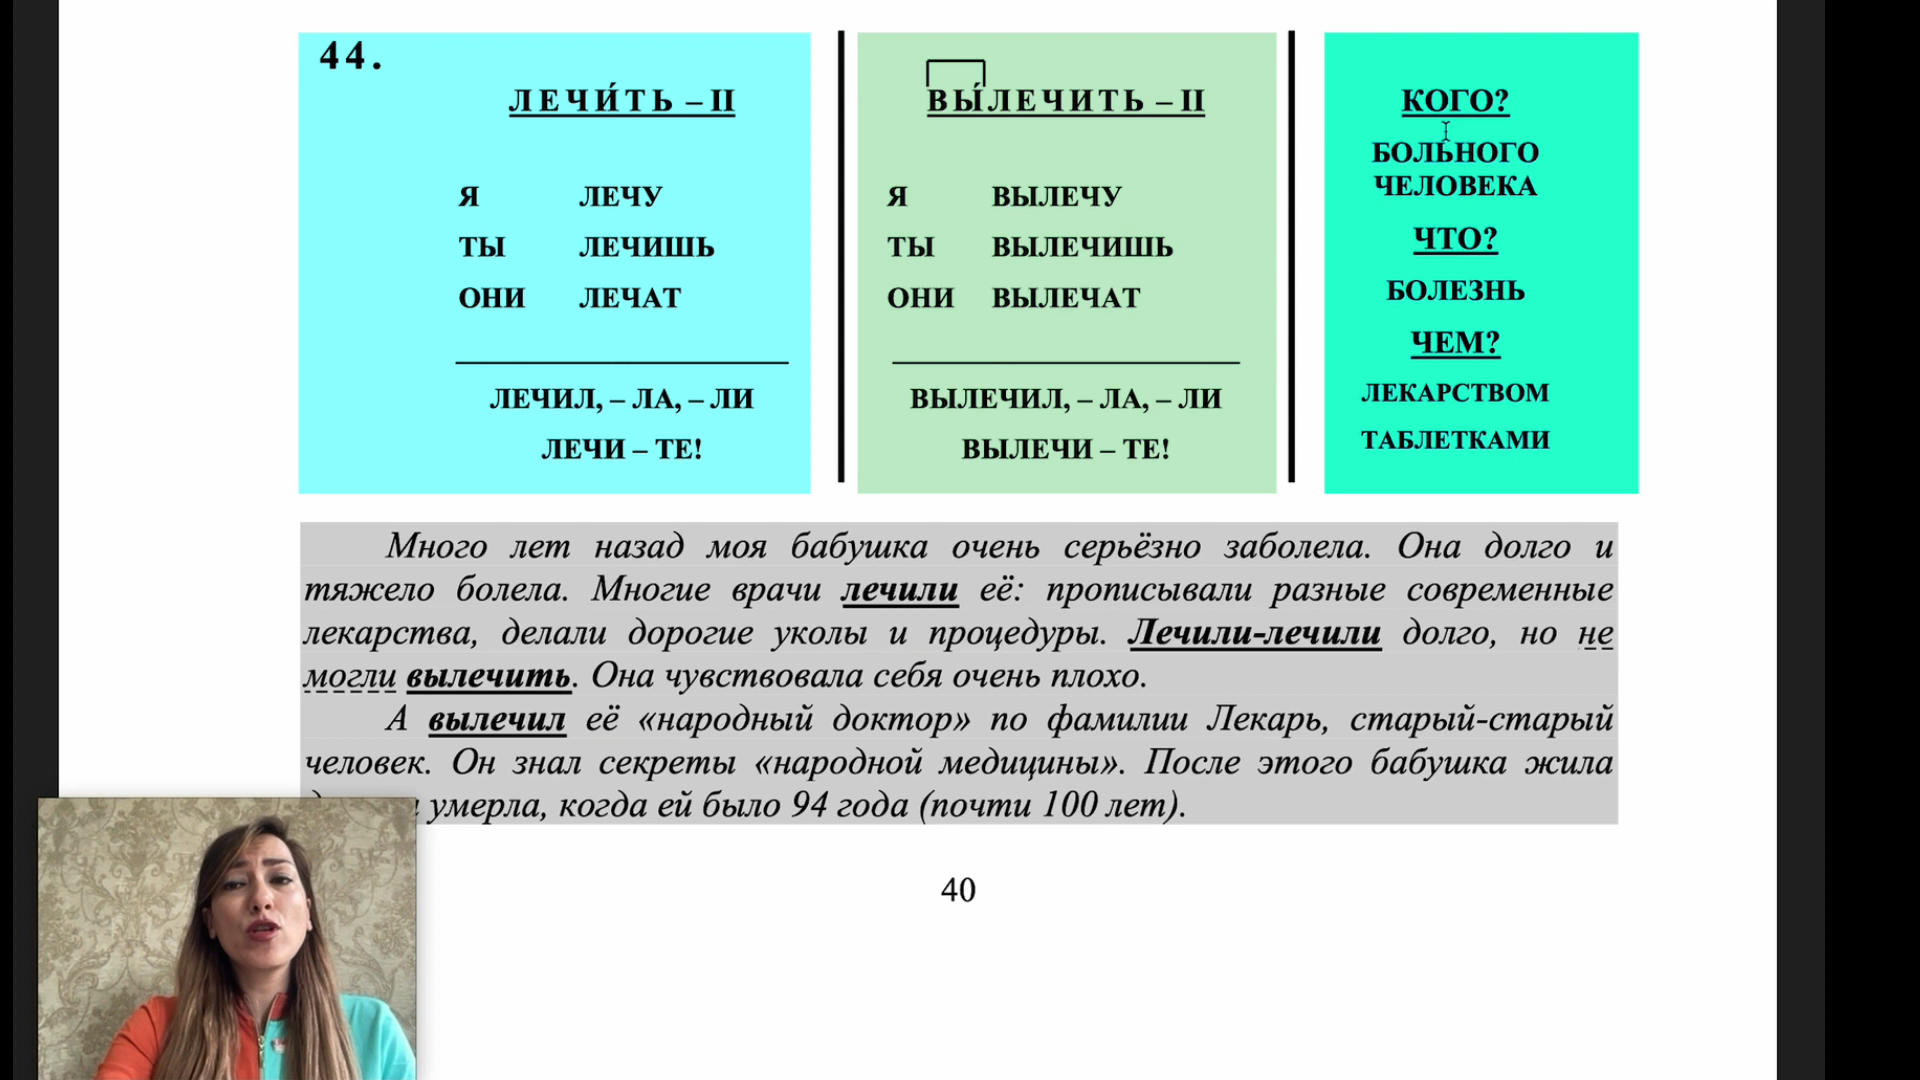 44.
ЛЕЧИ́ТЬ – II
Я ЛЕЧУ
ТЫ ЛЕЧИШЬ
ОНИ ЛЕЧАТ
ЛЕЧИЛ, – ЛА, – ЛИ
ЛЕЧИ – ТЕ!
ВЫ́ЛЕЧИТЬ – II
Я ВЫЛЕЧУ
ТЫ ВЫЛЕЧИШЬ
ОНИ ВЫЛЕЧАТ
ВЫЛЕЧИЛ, – ЛА, – ЛИ
ВЫЛЕЧИ – ТЕ!
КОГО?
БОЛЬНОГО
ЧЕЛОВЕКА
ЧТО?
БОЛЕЗНЬ
ЧЕМ?
ЛЕКАРСТВОМ
ТАБЛЕТКАМИ
Много лет назад моя бабушка очень серьёзно заболела. Она долго и
тяжело болела. Многие врачи лечили её: прописывали разные современные
лекарства, делали дорогие уколы и процедуры. Лечили-лечили долго, но не
могли вылечить. Она чувствовала себя очень плохо.
А вылечил её «народный доктор» по фамилии Лекарь, старый-старый
человек. Он знал секреты «народной медицины». После этого бабушка жила
умерла, когда ей было 94 года (почти 100 лет).
40